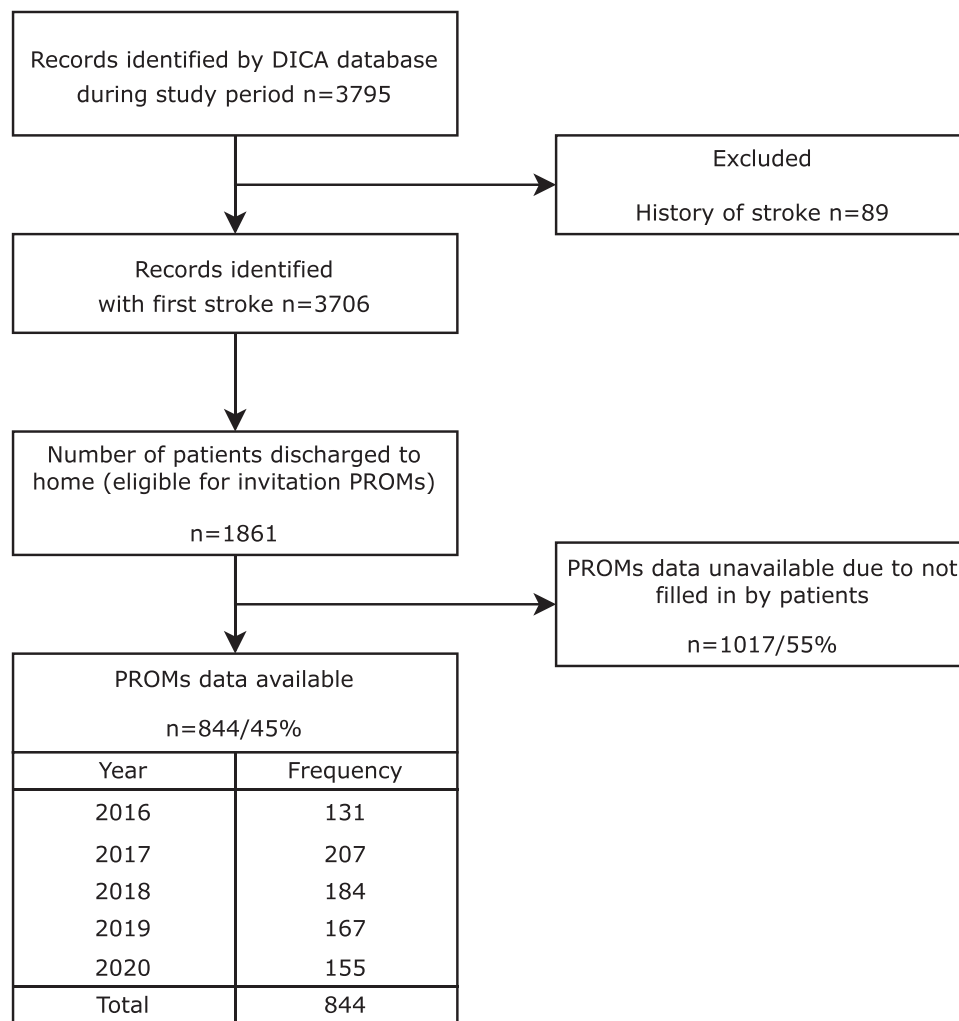 Records identified by DICA database
during study period n=3795
Excluded
History of stroke n=89
Records identified
with first stroke n=3706
Number of patients discharged to
home (eligible for invitation PROMs)
n=1861
PROMs data unavailable due to not
filled in by patients
n=1017/55%
PROMs data available
n=844/45%
Year Frequency
2016 131
2017 207
2018 184
2019 167
2020 155
Total 844